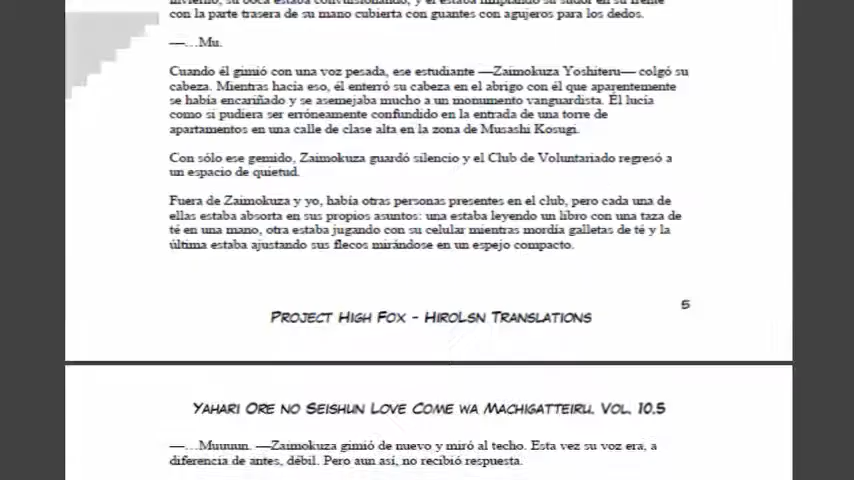 invierno, su boca estaba convulsionando, y él estaba limpiando su sudor en su frente
con la parte trasera de su mano cubierta con guantes con agujeros para los dedos.
—…Mu.
Cuando él gimió con una voz pesada, ese estudiante —Zaimokuza Yoshiteru— colgó su
cabeza. Mientras hacía eso, él enterró su cabeza en el abrigo con él que aparentemente
se había encariñado y se asemejaba mucho a un monumento vanguardista. Él lucía
como si pudiera ser erróneamente confundido en la entrada de una torre de
apartamentos en una calle de clase alta en la zona de Musashi Kosugi.
Con sólo ese gemido, Zaimokuza guardó silencio y el Club de Voluntariado regresó a
un espacio de quietud.
Fuera de Zaimokuza y yo, había otras personas presentes en el club, pero cada una de
ellas estaba absorta en sus propios asuntos: una estaba leyendo un libro con una taza de
té en una mano, otra estaba jugando con su celular mientras mordía galletas de té y la
última estaba ajustando sus flecos mirándose en un espejo compacto.
5
Project High Fox - HiroLsn Translations
Yahari Ore no Seishun Love Come wa Machigatteiru. Vol. 10.5
—…Muuuun. —Zaimokuza gimió de nuevo y miró al techo. Esta vez su voz era, a
diferencia de antes, débil. Pero aun así, no recibió respuesta.